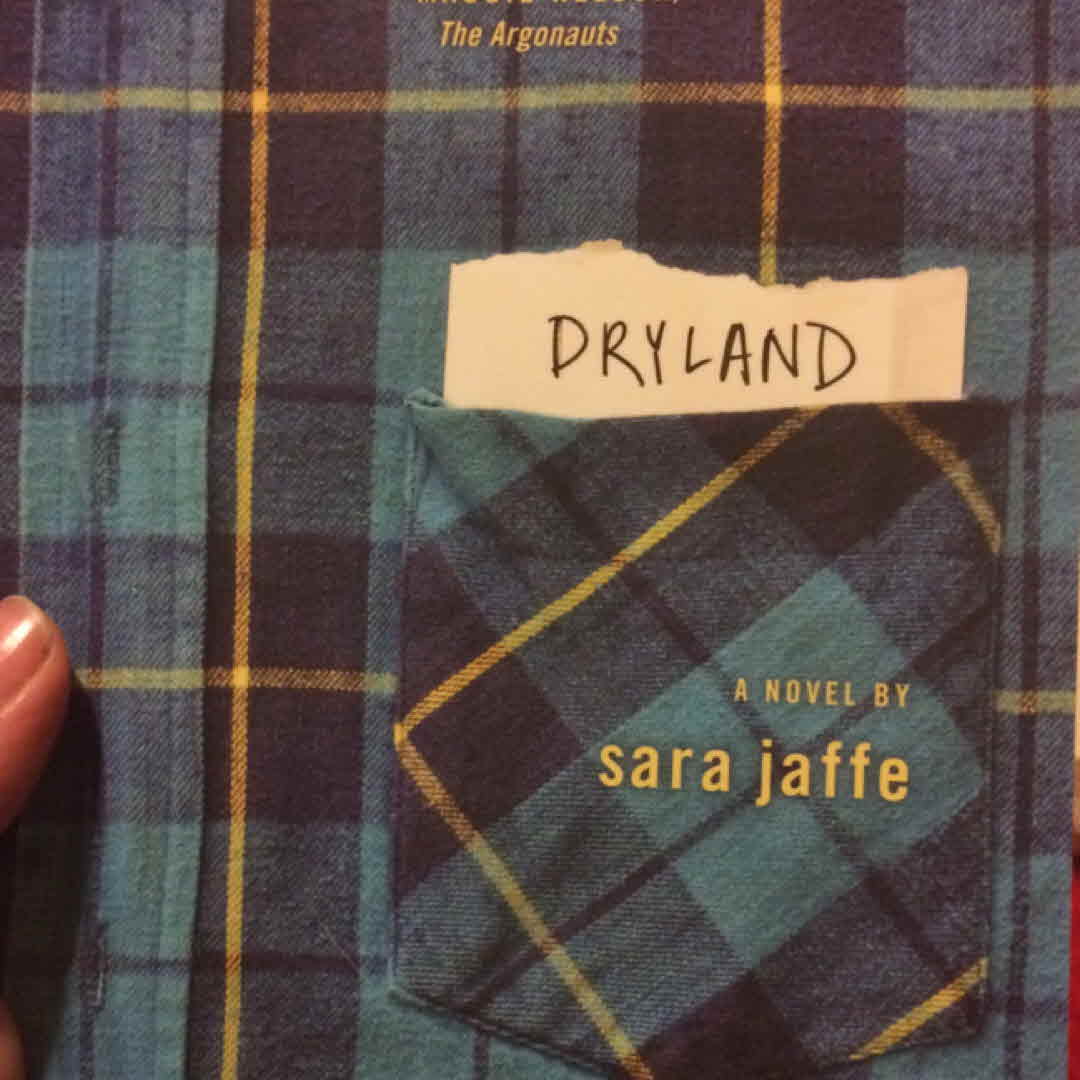 The Argonauts
DRYLAND
A NOVEL BY
sara jaffe